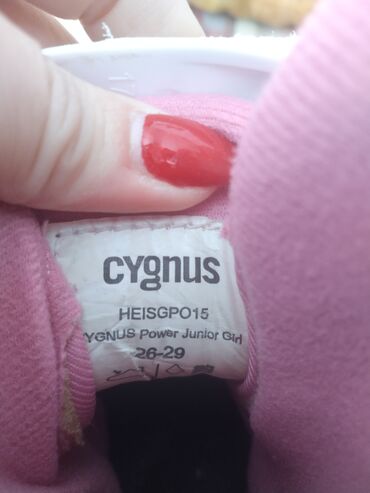 cygnus
HEISGPO15
YGNUS Power Junior Girl
26-29